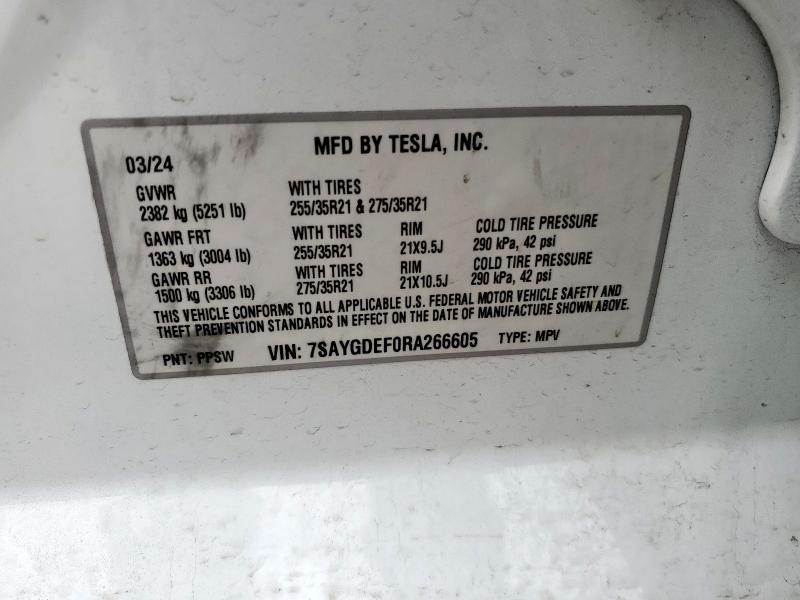 MFD BY TESLA, INC.
03/24
GVWR WITH TIRES
2382 kg (5251 lb) 255/35R21 & 275/35R21
GAWR FRT WITH TIRES RIM COLD TIRE PRESSURE
1363 kg (3004 lb) 255/35R21 21X9.5J 290 kPa, 42 psi
GAWR RR WITH TIRES RIM COLD TIRE PRESSURE
1500 kg (3306 lb) 275/35R21 21X10.5J 290 kPa, 42 psi
THIS VEHICLE CONFORMS TO ALL APPLICABLE U.S. FEDERAL MOTOR VEHICLE SAFETY AND
THEFT PREVENTION STANDARDS IN EFFECT ON THE DATE OF MANUFACTURE SHOWN ABOVE.
PNT: PPSW VIN: 7SAYGDEF0RA266605 TYPE: MPV